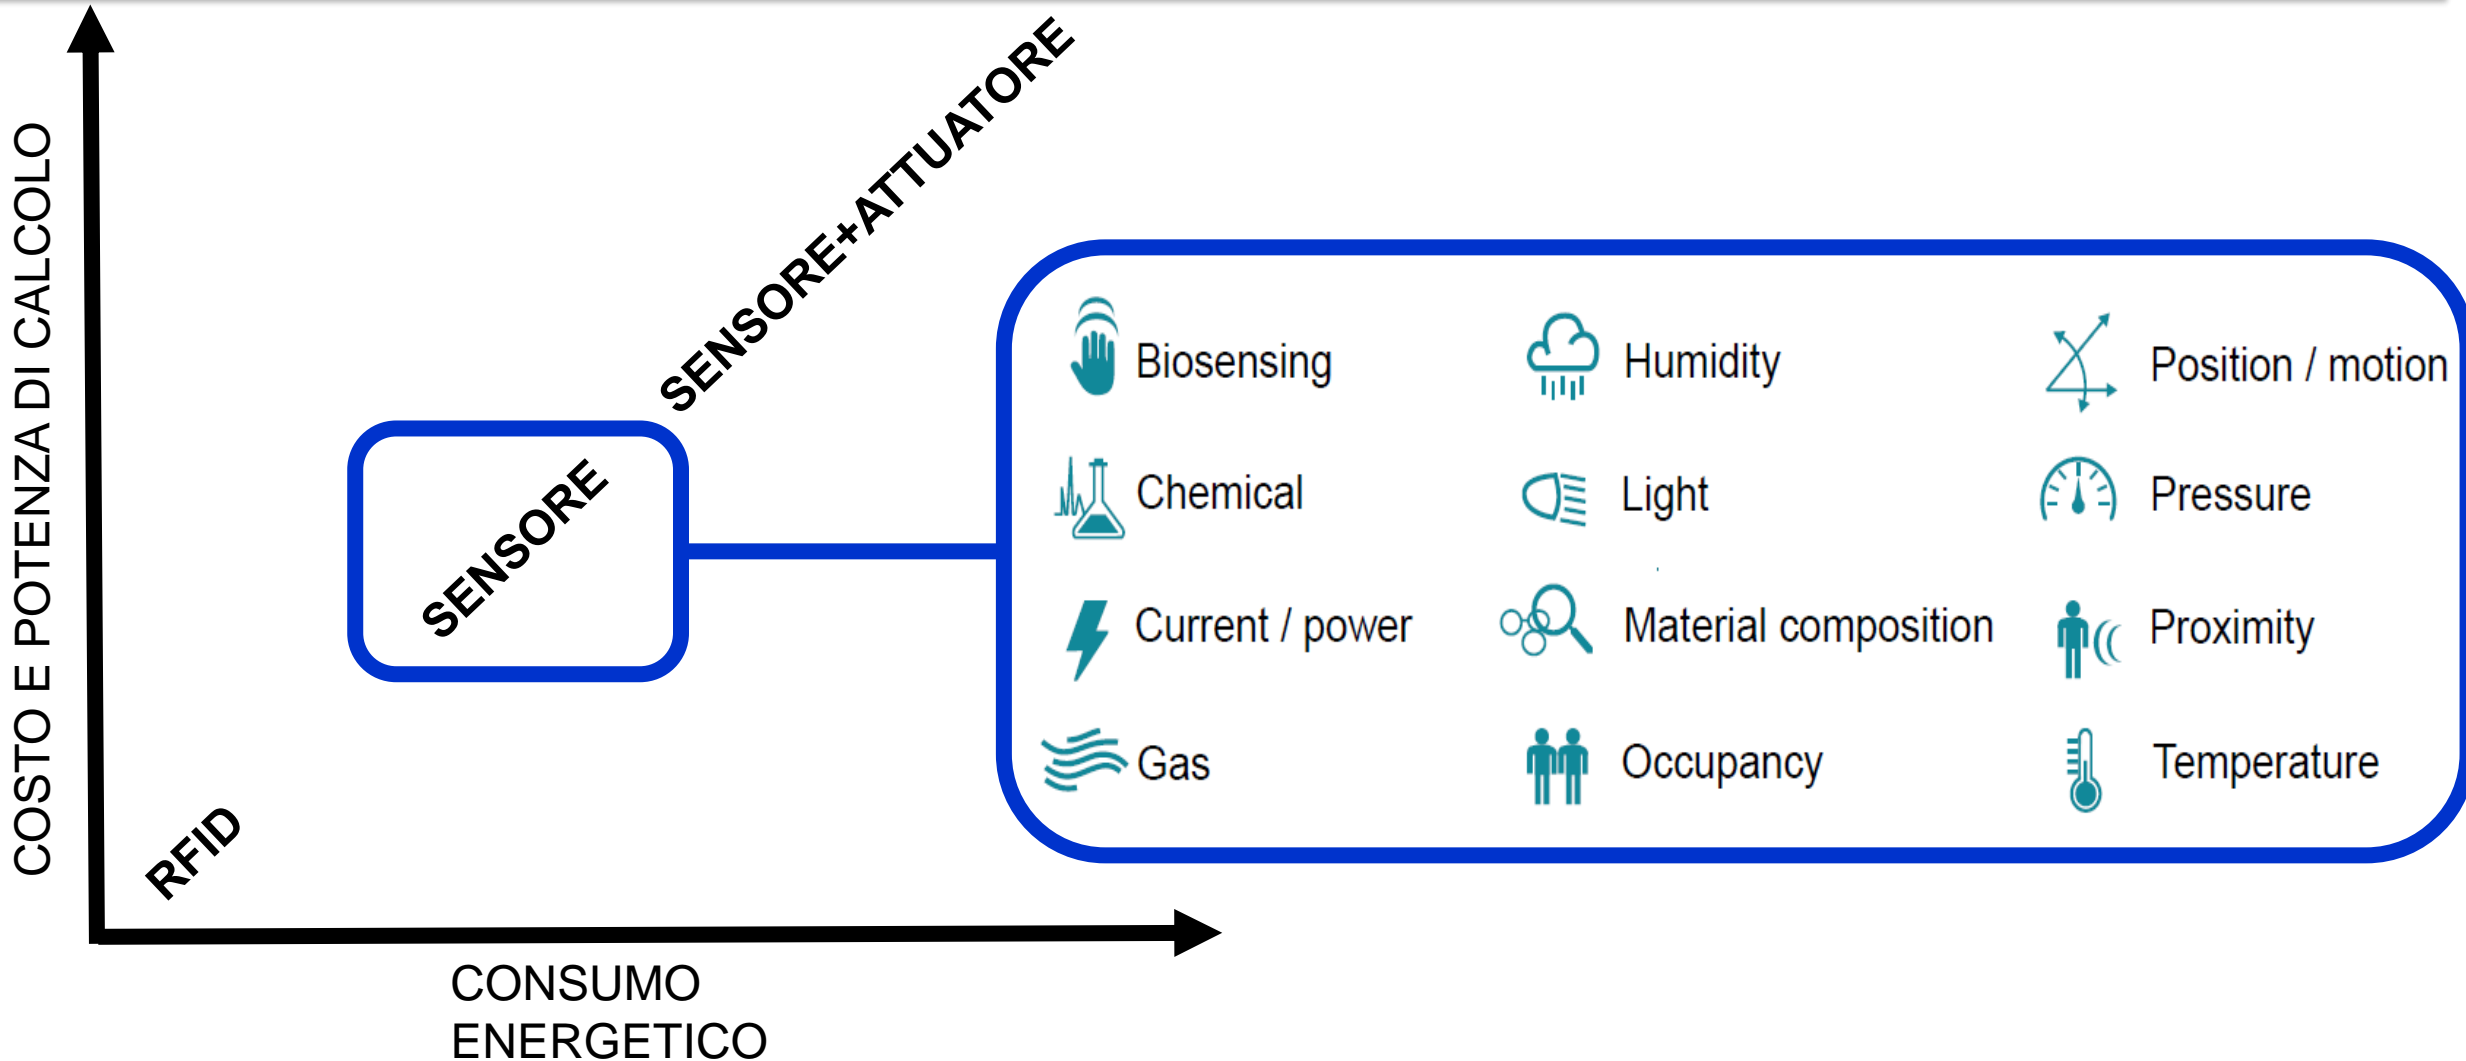 COSTO E POTENZA DI CALCOLO
SENSORE+ATTUATORE
SENSORE
RFID
Biosensing
Humidity
Position / motion
Chemical
Light
Pressure
Current / power
Material composition
Proximity
Gas
Occupancy
Temperature
CONSUMO
ENERGETICO